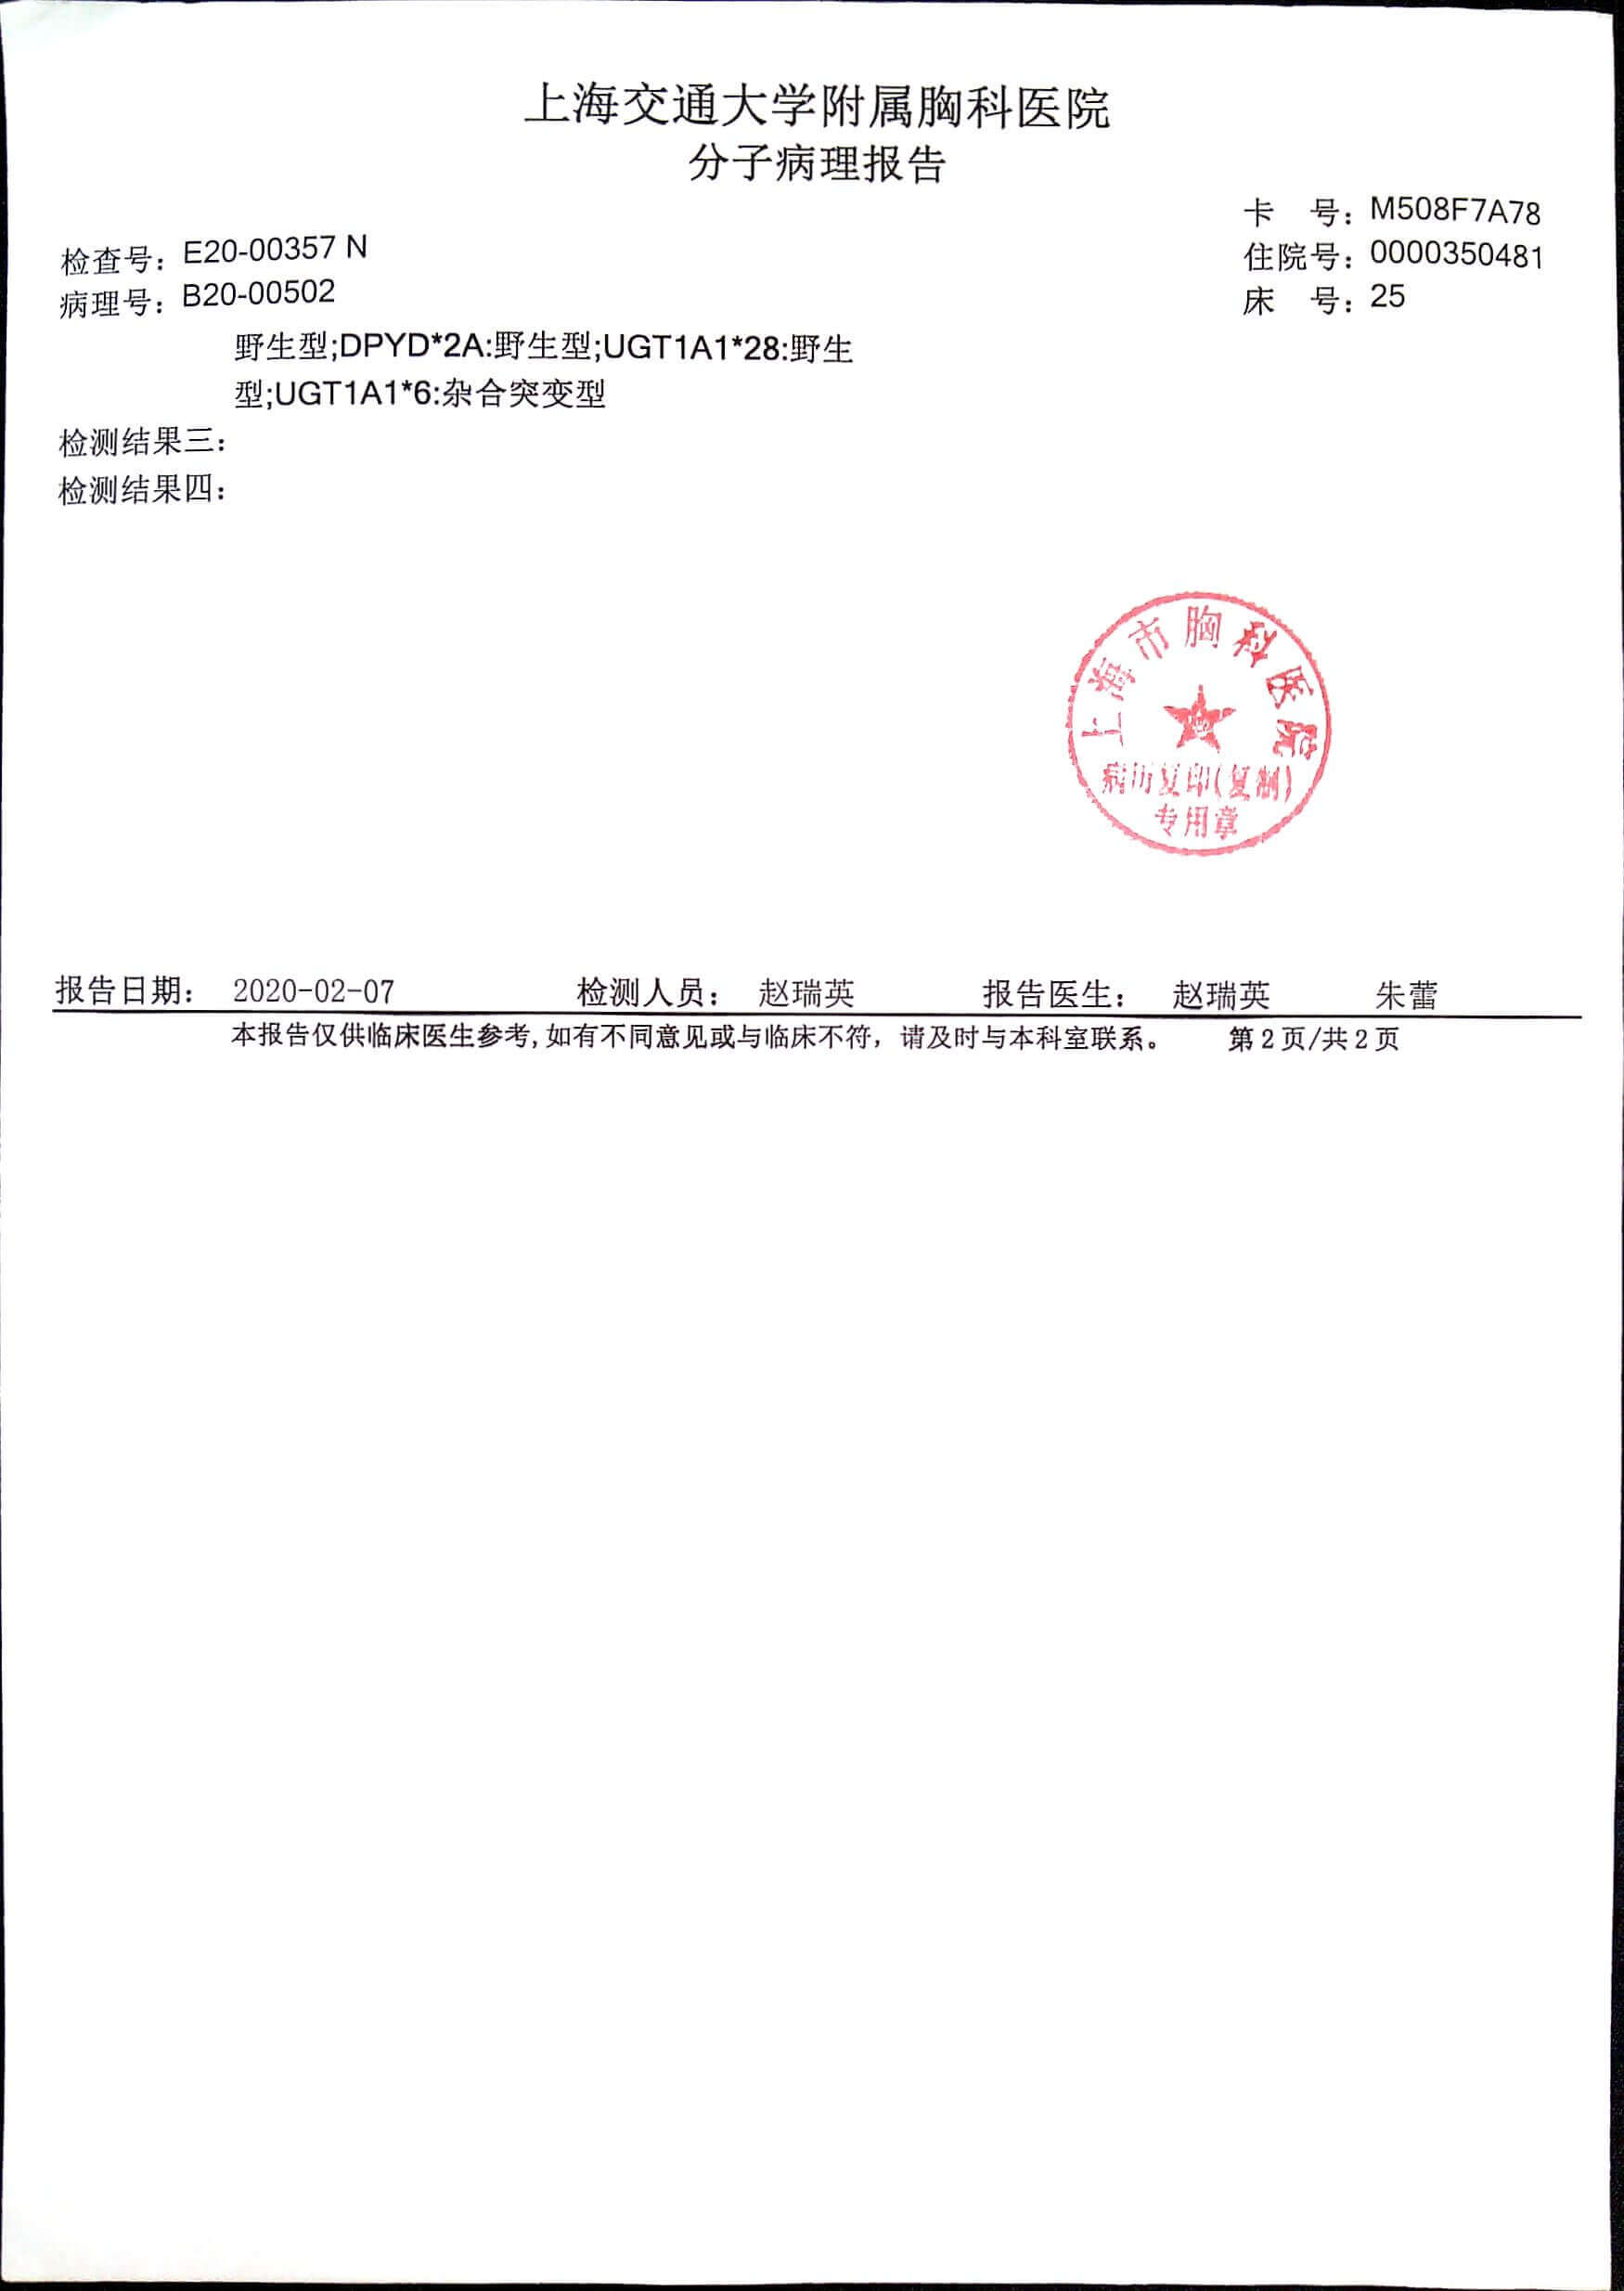 上海交通大学附属胸科医院
分子病理报告
卡 号：M508F7A78
检查号：E20-00357 N
住院号：0000350481
病理号：B20-00502
床 号：25
野生型;DPYD*2A:野生型;UGT1A1*28:野生
型;UGT1A1*6:杂合突变型
检测结果三：
检测结果四：
上海市胸科医院
病历复印(复制)
专用章
报告日期： 2020-02-07 检测人员： 赵瑞英 报告医生： 赵瑞英 朱蕾
本报告仅供临床医生参考,如有不同意见或与临床不符，请及时与本科室联系。 第2页/共2页